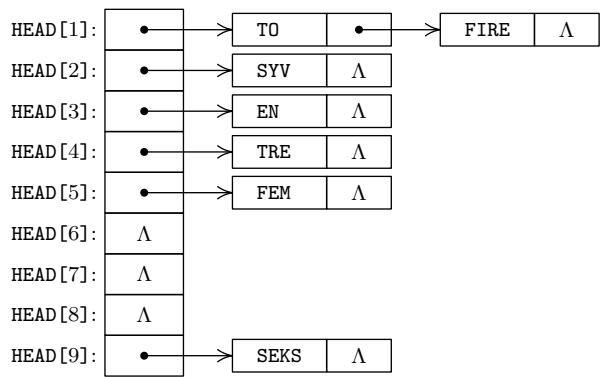 HEAD[1]: TO FIRE Λ
HEAD[2]: SYV Λ
HEAD[3]: EN Λ
HEAD[4]: TRE Λ
HEAD[5]: FEM Λ
HEAD[6]: Λ
HEAD[7]: Λ
HEAD[8]: Λ
HEAD[9]: SEKS Λ